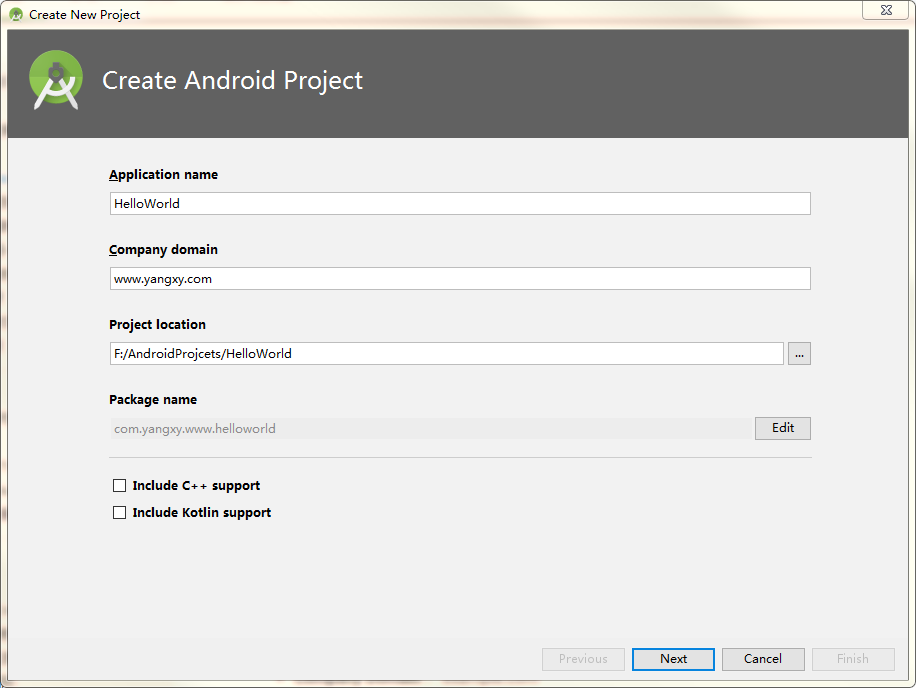 Create New Project
Create Android Project
Application name
HelloWorld
Company domain
www.yangxy.com
Project location
F:/AndroidProjcets/HelloWorld
...
Package name
com.yangxy.www.helloworld
Edit
Include C++ support
Include Kotlin support
Previous
Next
Cancel
Finish